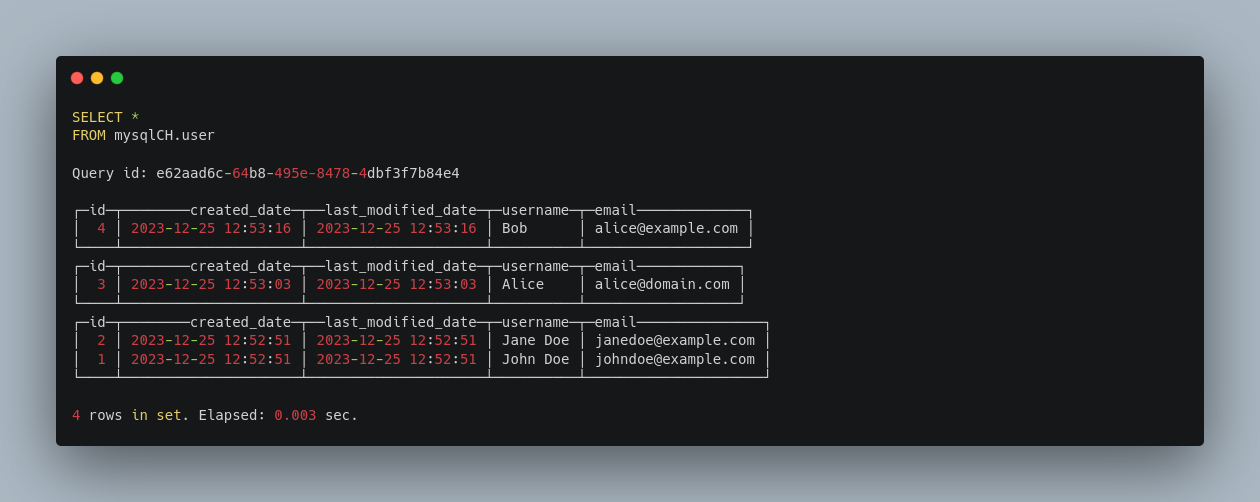 SELECT *
FROM mysqlCH.user
Query id: e62aad6c-64b8-495e-8478-4dbf3f7b84e4
┌─id─┬────────created_date─┬──last_modified_date─┬─username─┬─email─────────────┐
│  4 │ 2023-12-25 12:53:16 │ 2023-12-25 12:53:16 │ Bob      │ alice@example.com │
└────┴─────────────────────┴─────────────────────┴──────────┴───────────────────┘
┌─id─┬────────created_date─┬──last_modified_date─┬─username─┬─email────────────┐
│  3 │ 2023-12-25 12:53:03 │ 2023-12-25 12:53:03 │ Alice    │ alice@domain.com │
└────┴─────────────────────┴─────────────────────┴──────────┴──────────────────┘
┌─id─┬────────created_date─┬──last_modified_date─┬─username─┬─email───────────────┐
│  2 │ 2023-12-25 12:52:51 │ 2023-12-25 12:52:51 │ Jane Doe │ janedoe@example.com │
│  1 │ 2023-12-25 12:52:51 │ 2023-12-25 12:52:51 │ John Doe │ johndoe@example.com │
└────┴─────────────────────┴─────────────────────┴──────────┴─────────────────────┘
4 rows in set. Elapsed: 0.003 sec.